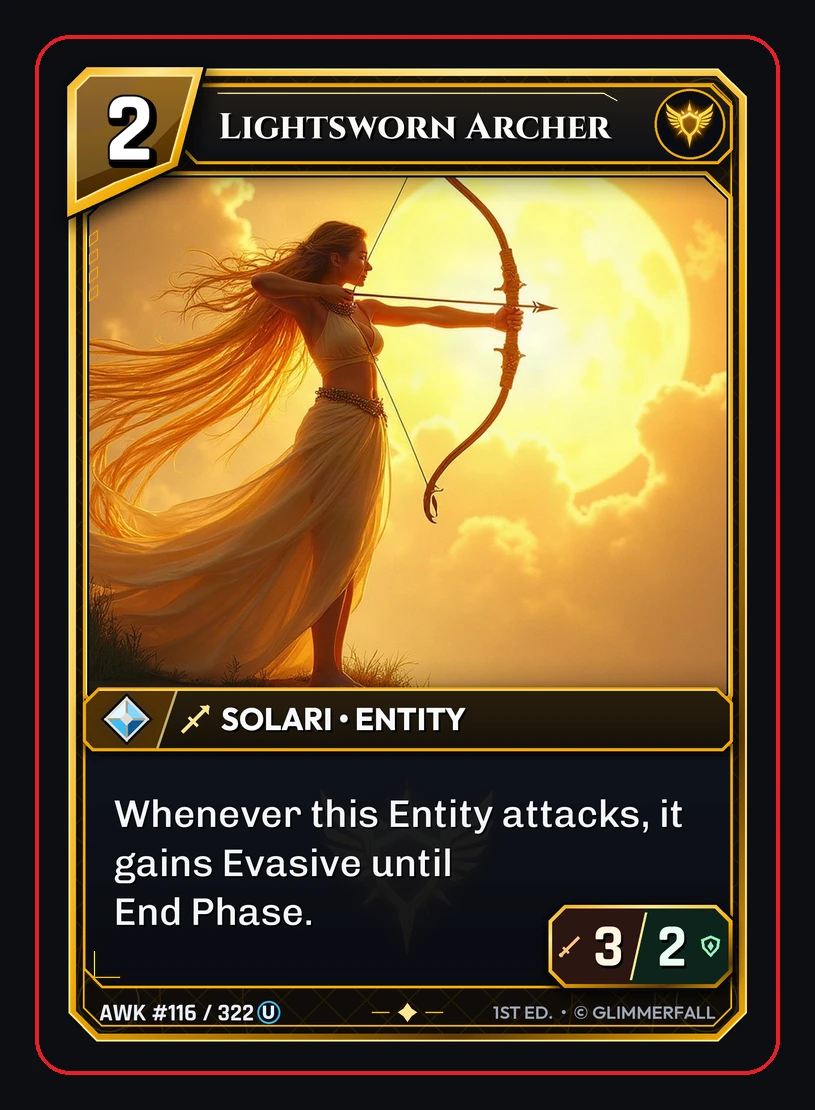 2
Lightsworn Archer
SOLARI • ENTITY
Whenever this Entity attacks, it
gains Evasive until
End Phase.
3 / 2
AWK #116 / 322 U
1ST ED. • © GLIMMERFALL